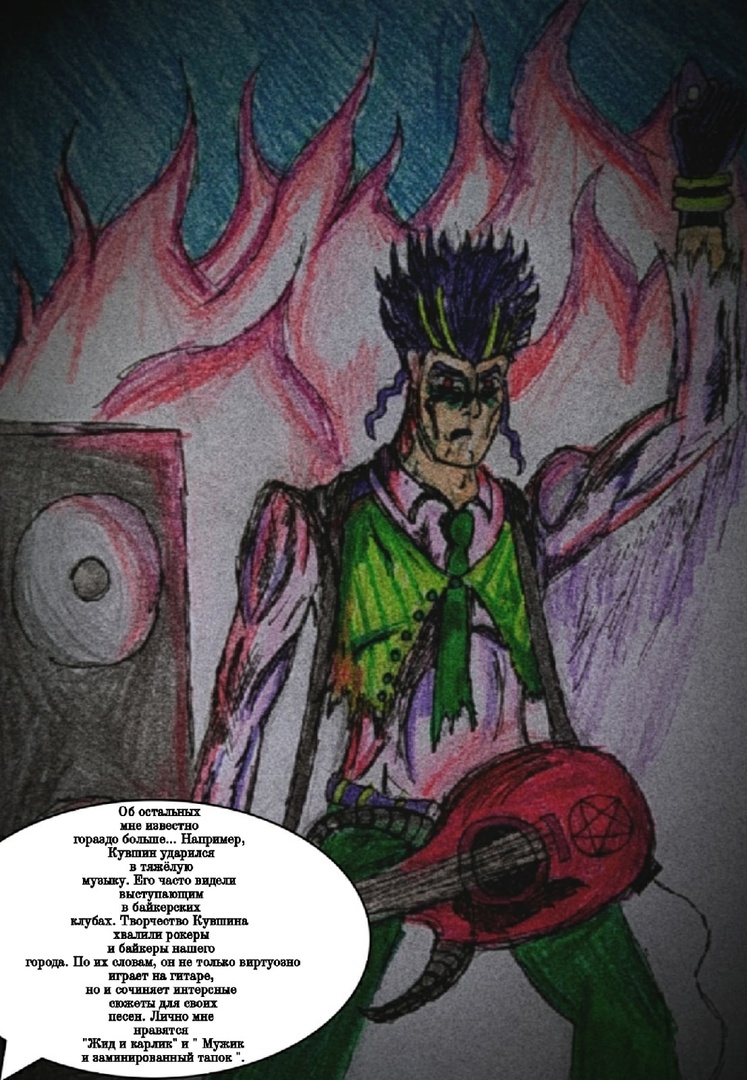 Об остальных
мне известно
гораздо больше... Например,
Кувшин ударился
в тяжёлую
музыку. Его часто видели
выступающим
в байкерских
клубах. Творчество Кувшина
хвалили рокеры
и байкеры нашего
города. По их словам, он не только виртуозно
играет на гитаре,
но и сочиняет интерсные
сюжеты для своих
песен. Лично мне
нравятся
"Жид и карлик" и " Мужик
и заминированный тапок ".